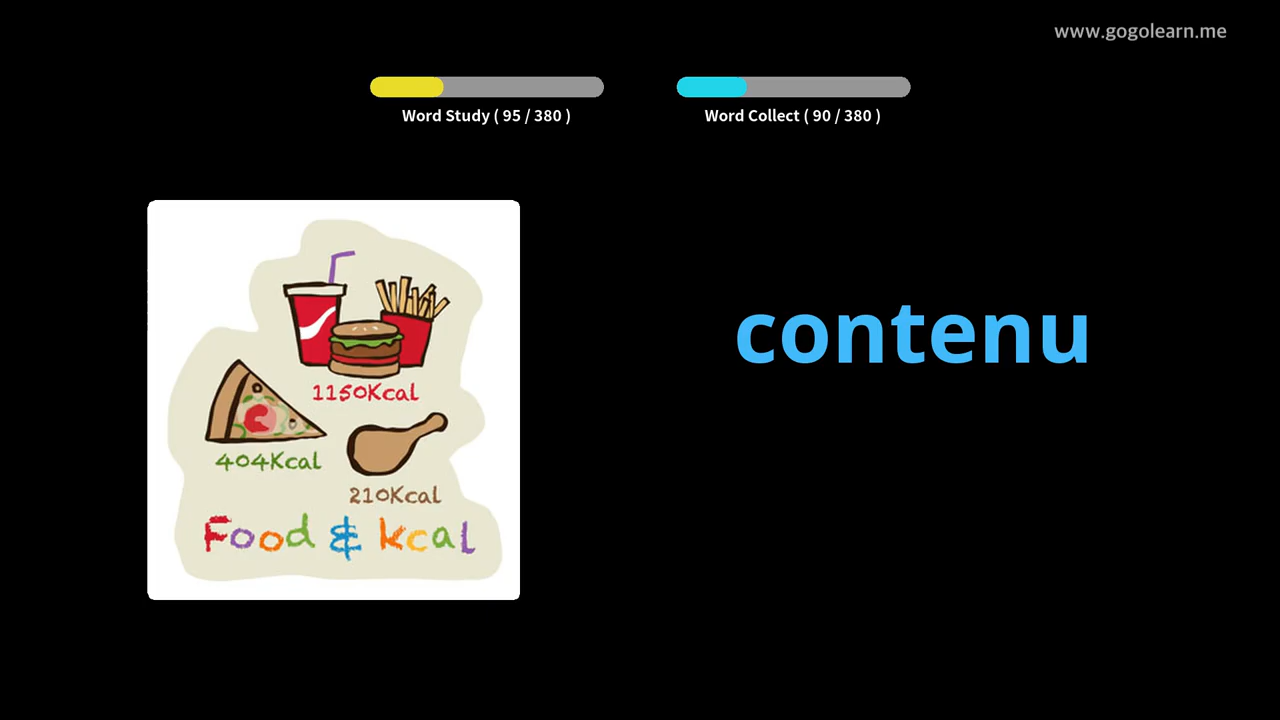 www.gogolearn.me
Word Study ( 95 / 380 )
Word Collect ( 90 / 380 )
contenu
1150Kcal
404Kcal
210Kcal
Food & kcal